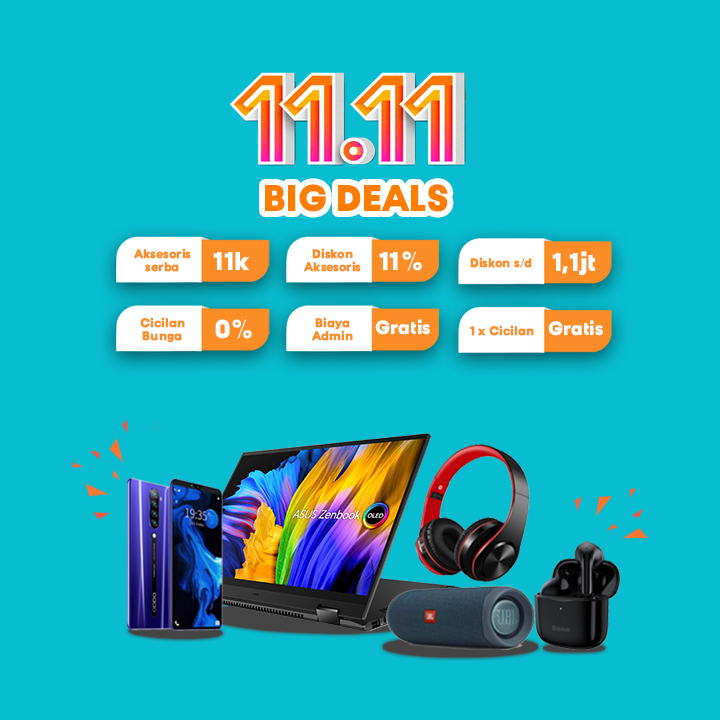 11.11
BIG DEALS
Aksesoris
serba
11k
Diskon
Aksesoris
11%
Diskon s/d
1,1jt
Cicilan
Bunga
0%
Biaya
Admin
Gratis
1 x Cicilan
Gratis
19:35
ASUS Zenbook
OLED
JBL
JBL